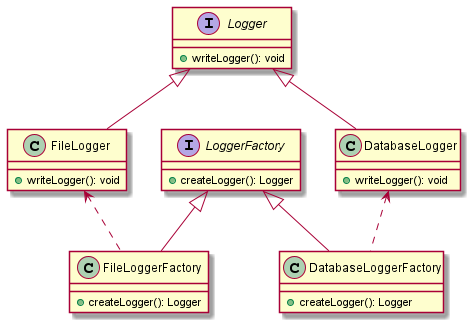 I Logger
writeLogger(): void
C FileLogger
writeLogger(): void
I LoggerFactory
createLogger(): Logger
C DatabaseLogger
writeLogger(): void
C FileLoggerFactory
createLogger(): Logger
C DatabaseLoggerFactory
createLogger(): Logger